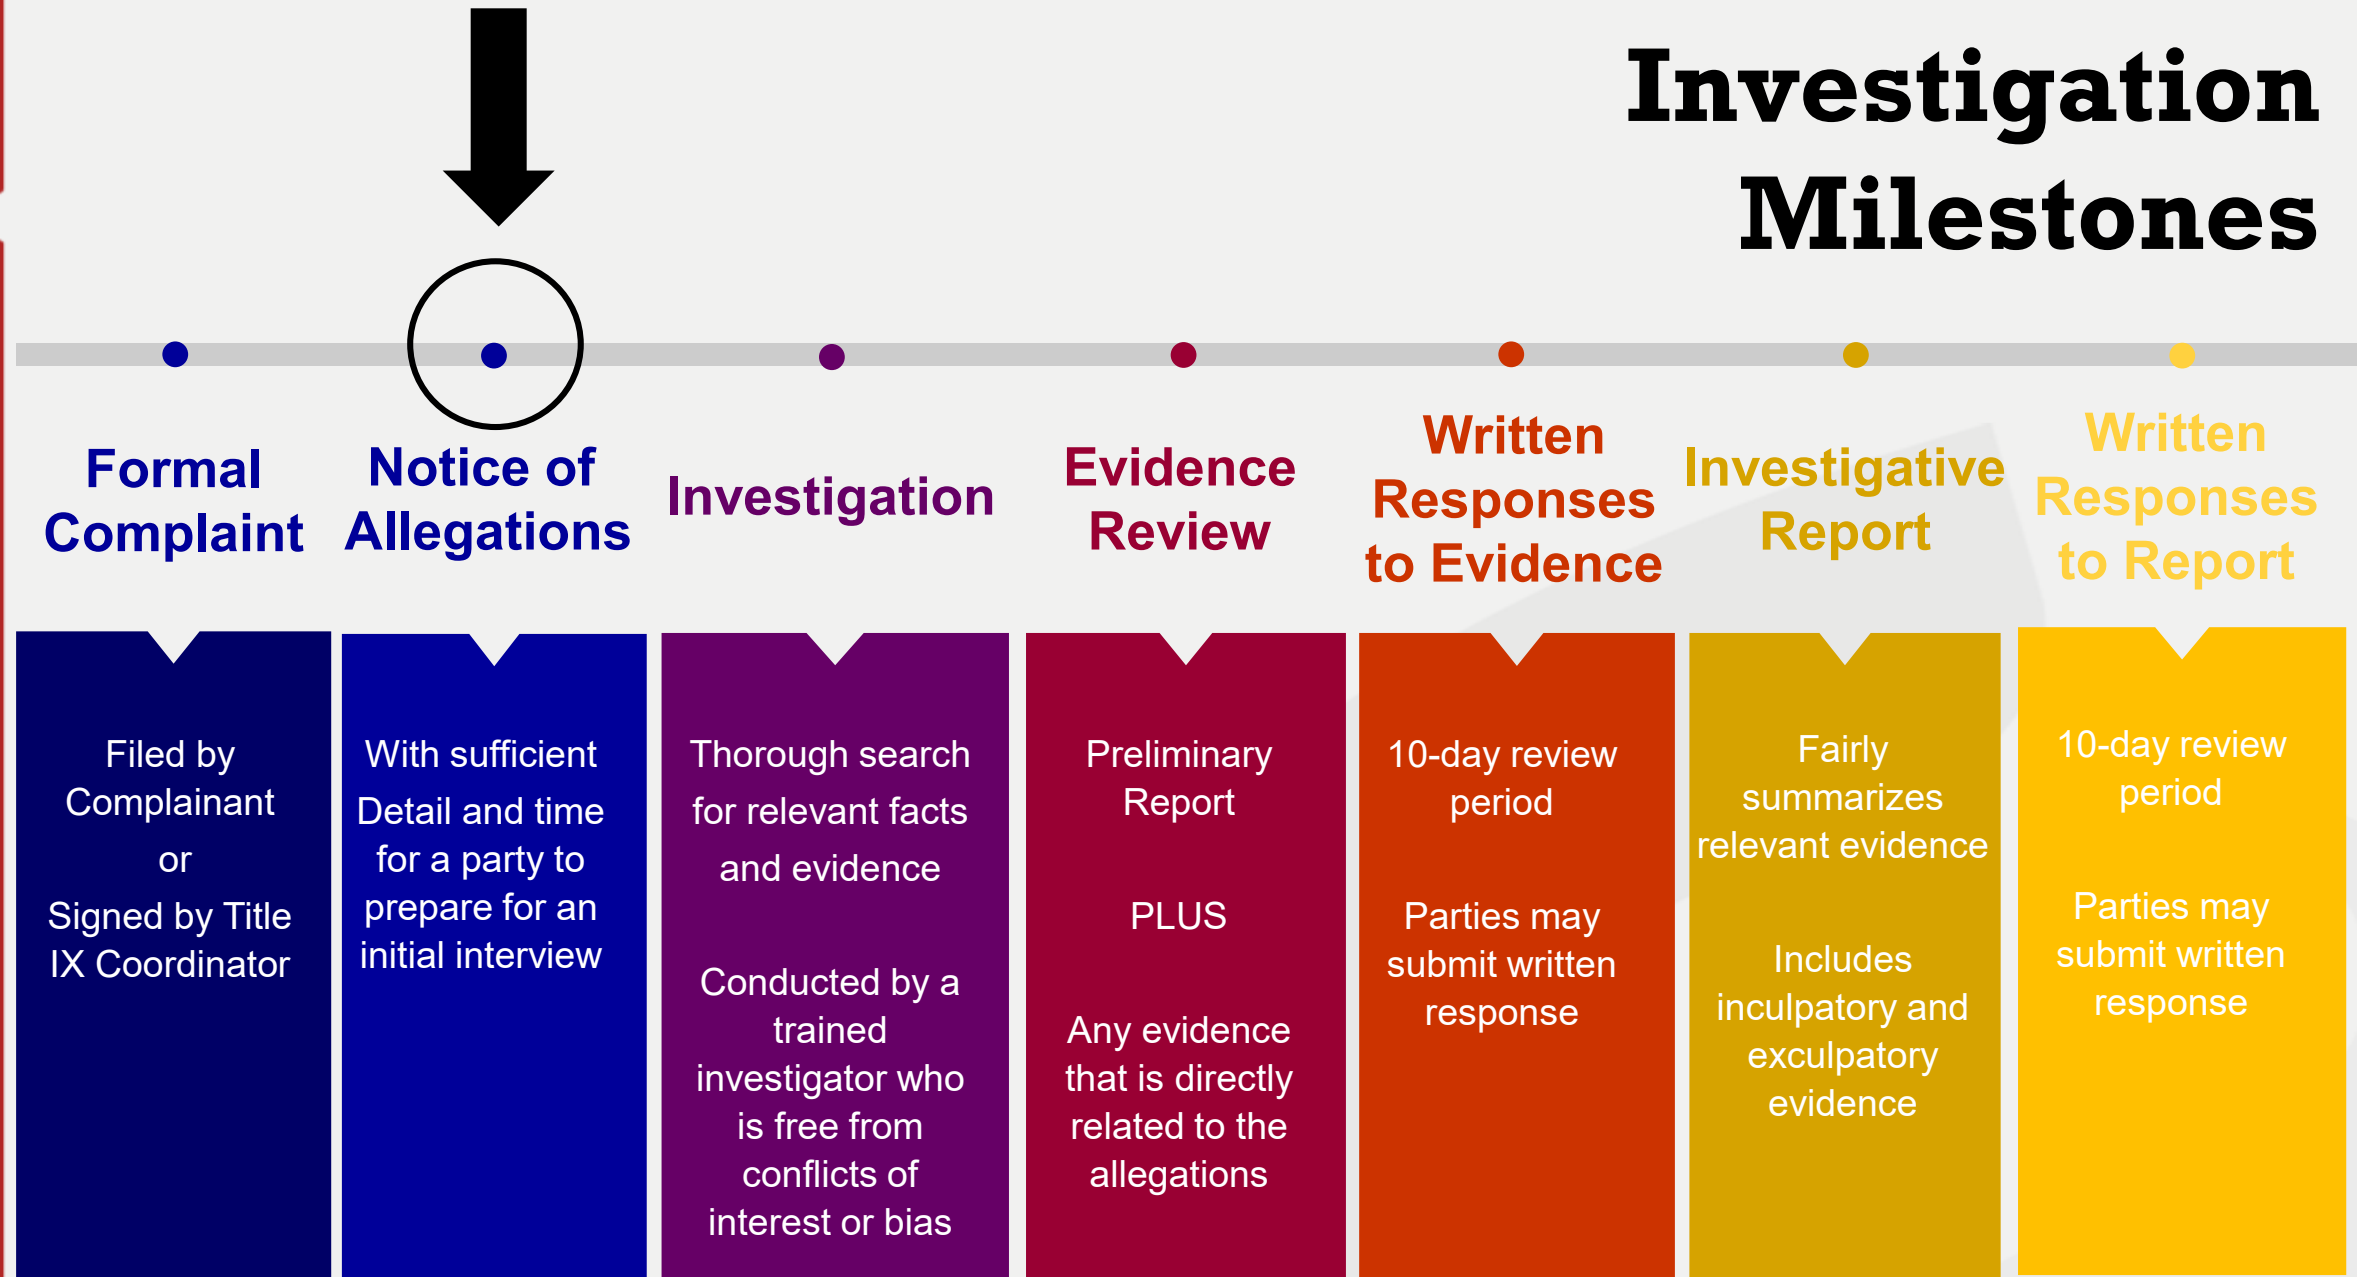 Investigation
Milestones
Formal
Complaint
Notice of
Allegations
Investigation
Evidence
Review
Written
Responses
to Evidence
Investigative
Report
Written
Responses
to Report
Filed by
Complainant
or
Signed by Title
IX Coordinator
With sufficient
Detail and time
for a party to
prepare for an
initial interview
Thorough search
for relevant facts
and evidence
Conducted by a
trained
investigator who
is free from
conflicts of
interest or bias
Preliminary
Report
PLUS
Any evidence
that is directly
related to the
allegations
10-day review
period
Parties may
submit written
response
Fairly
summarizes
relevant evidence
Includes
inculpatory and
exculpatory
evidence
10-day review
period
Parties may
submit written
response